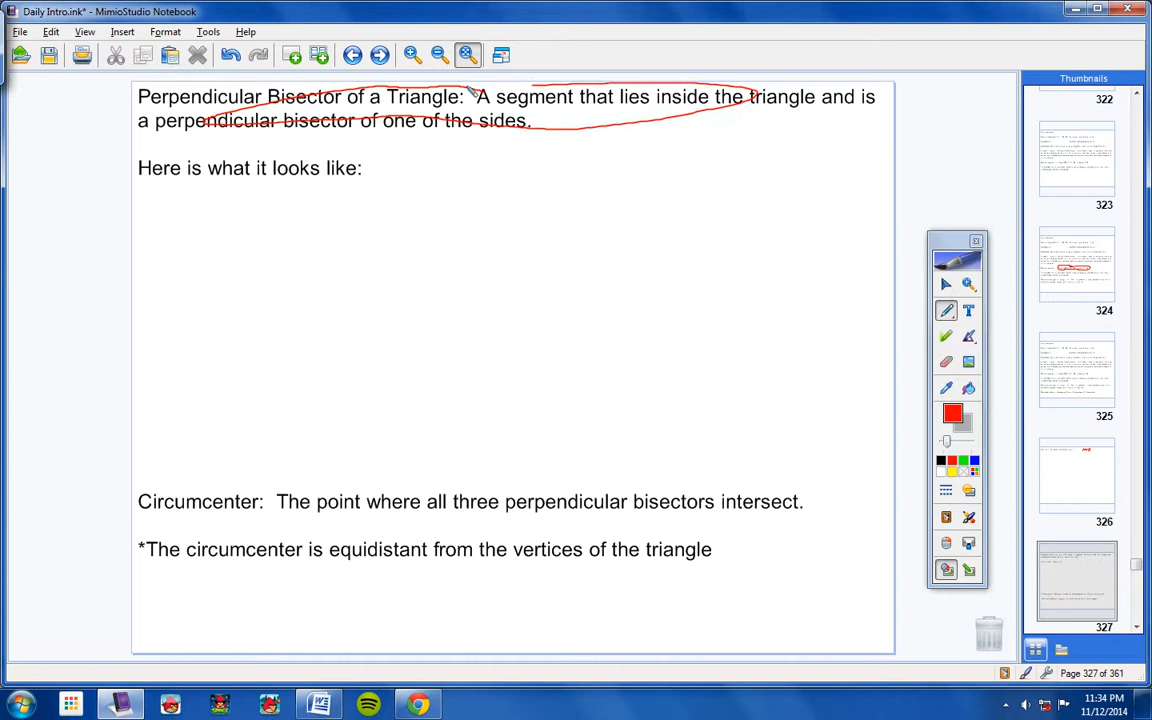 Daily Intro.ink* - MimioStudio Notebook
File Edit View Insert Format Tools Help
Thumbnails
322
Perpendicular Bisector of a Triangle: A segment that lies inside the triangle and is
a perpendicular bisector of one of the sides.
Here is what it looks like:
323
324
325
Circumcenter: The point where all three perpendicular bisectors intersect.
326
*The circumcenter is equidistant from the vertices of the triangle
327
Page 327 of 361
11:34 PM
11/12/2014